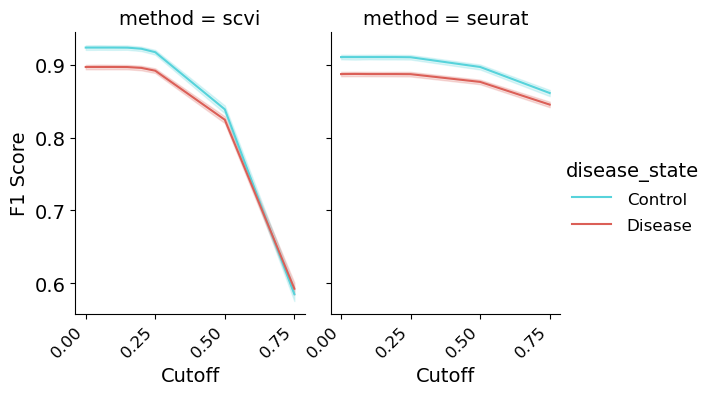 method = scvi
method = seurat
F1 Score
0.9
0.8
0.7
0.6
0.00
0.25
0.50
0.75
Cutoff
0.00
0.25
0.50
0.75
Cutoff
disease_state
Control
Disease